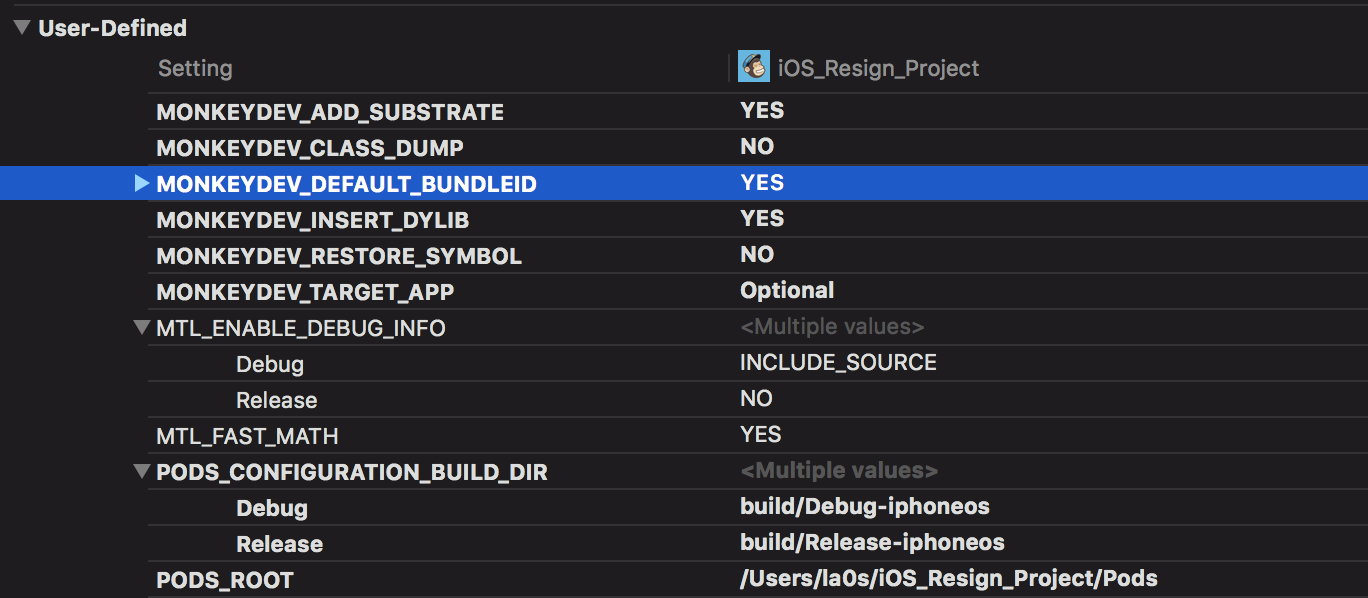 User-Defined
Setting iOS_Resign_Project
MONKEYDEV_ADD_SUBSTRATE YES
MONKEYDEV_CLASS_DUMP NO
MONKEYDEV_DEFAULT_BUNDLEID YES
MONKEYDEV_INSERT_DYLIB YES
MONKEYDEV_RESTORE_SYMBOL NO
MONKEYDEV_TARGET_APP Optional
MTL_ENABLE_DEBUG_INFO <Multiple values>
Debug INCLUDE_SOURCE
Release NO
MTL_FAST_MATH YES
PODS_CONFIGURATION_BUILD_DIR <Multiple values>
Debug build/Debug-iphoneos
Release build/Release-iphoneos
PODS_ROOT /Users/la0s/iOS_Resign_Project/Pods